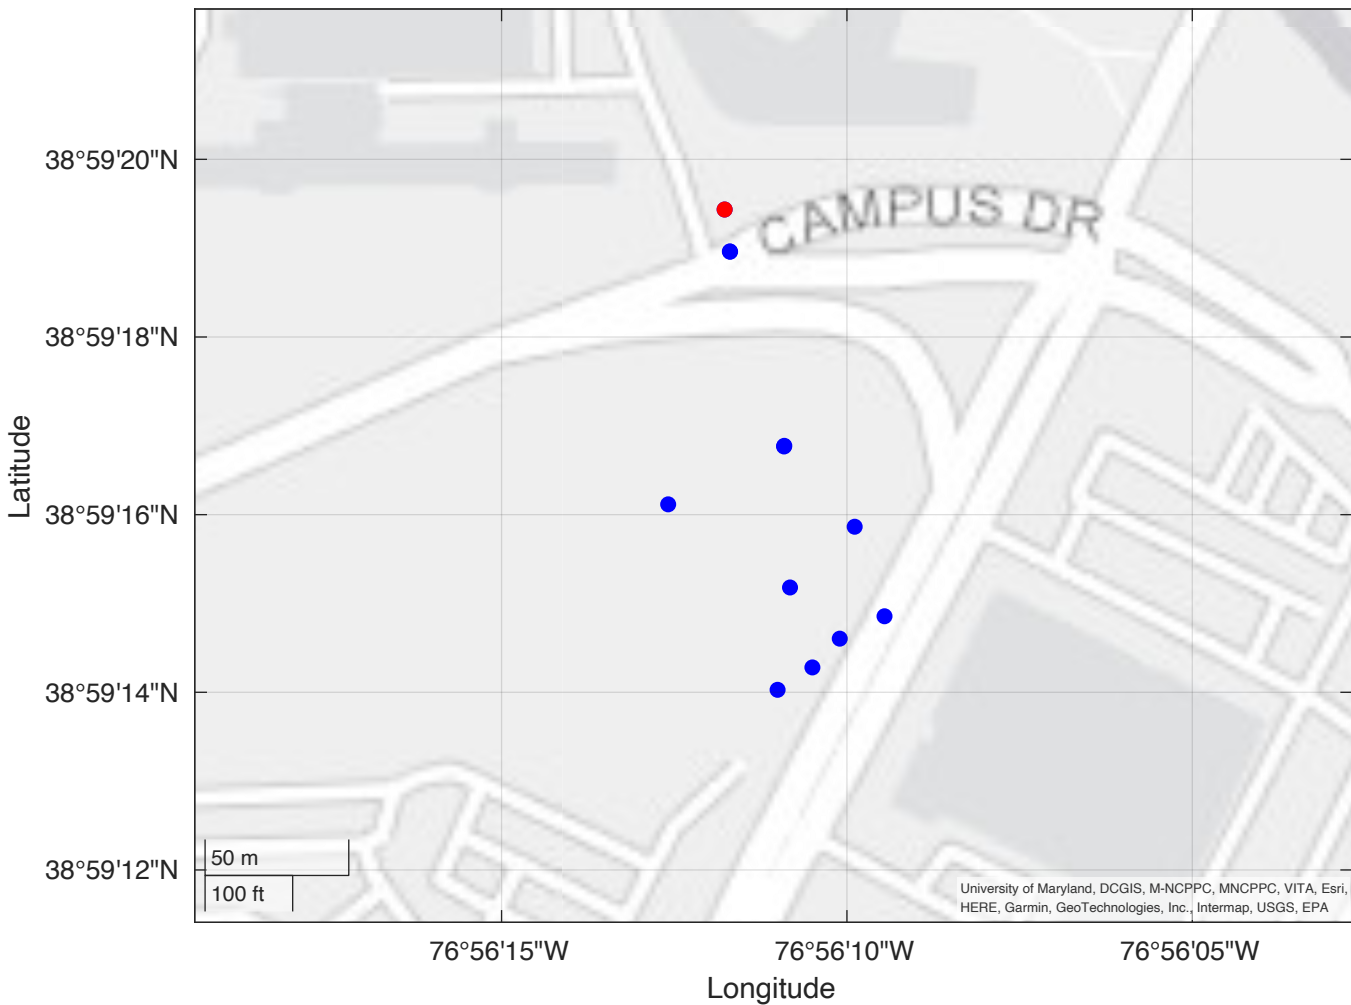 38°59'20"N
CAMPUS DR
38°59'18"N
38°59'16"N
38°59'14"N
38°59'12"N
Latitude
50 m
100 ft
University of Maryland, DCGIS, M-NCPPC, MNCPPC, VITA, Esri,
HERE, Garmin, GeoTechnologies, Inc., Intermap, USGS, EPA
76°56'15"W
76°56'10"W
76°56'05"W
Longitude